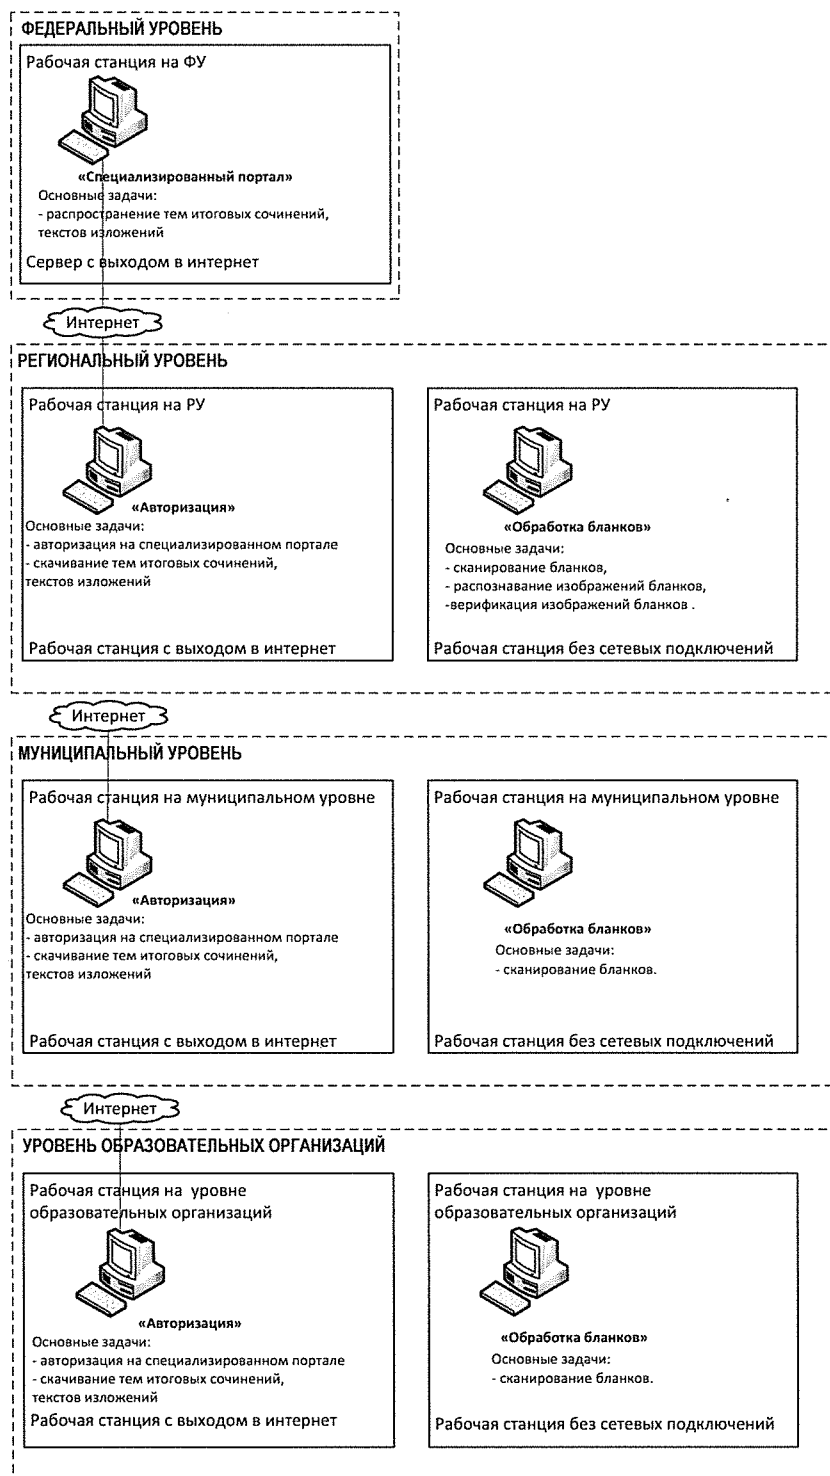 ФЕДЕРАЛЬНЫЙ УРОВЕНЬ
Рабочая станция на ФУ
«Специализированный портал»
Основные задачи:
- распространение тем итоговых сочинений,
текстов изложений
Сервер с выходом в интернет
Интернет
РЕГИОНАЛЬНЫЙ УРОВЕНЬ
Рабочая станция на РУ
«Авторизация»
Основные задачи:
- авторизация на специализированном портале
- скачивание тем итоговых сочинений,
текстов изложений
Рабочая станция с выходом в интернет
Рабочая станция на РУ
«Обработка бланков»
Основные задачи:
- сканирование бланков,
- распознавание изображений бланков,
-верификация изображений бланков .
Рабочая станция без сетевых подключений
Интернет
МУНИЦИПАЛЬНЫЙ УРОВЕНЬ
Рабочая станция на муниципальном уровне
«Авторизация»
Основные задачи:
- авторизация на специализированном портале
- скачивание тем итоговых сочинений,
текстов изложений
Рабочая станция с выходом в интернет
Рабочая станция на муниципальном уровне
«Обработка бланков»
Основные задачи:
- сканирование бланков.
Рабочая станция без сетевых подключений
Интернет
УРОВЕНЬ ОБРАЗОВАТЕЛЬНЫХ ОРГАНИЗАЦИЙ
Рабочая станция на уровне
образовательных организаций
«Авторизация»
Основные задачи:
- авторизация на специализированном портале
- скачивание тем итоговых сочинений,
текстов изложений
Рабочая станция с выходом в интернет
Рабочая станция на уровне
образовательных организаций
«Обработка бланков»
Основные задачи:
- сканирование бланков.
Рабочая станция без сетевых подключений